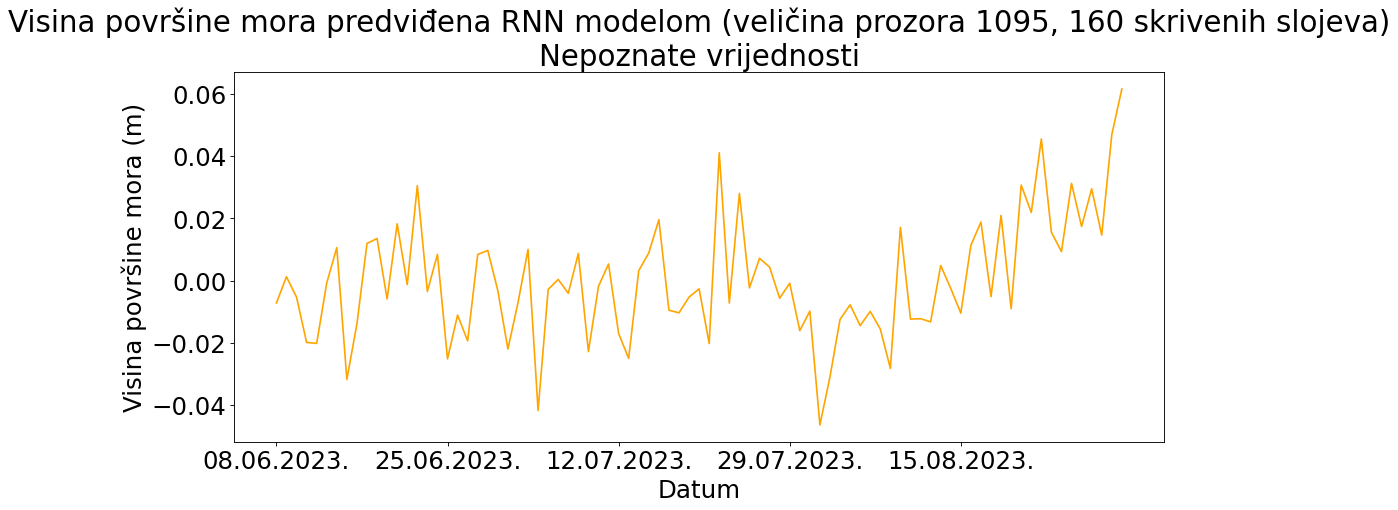 Visina površine mora predviđena RNN modelom (veličina prozora 1095, 160 skrivenih slojeva)
Nepoznate vrijednosti
Visina površine mora (m)
0.06
0.04
0.02
0.00
−0.02
−0.04
08.06.2023. 25.06.2023. 12.07.2023. 29.07.2023. 15.08.2023.
Datum